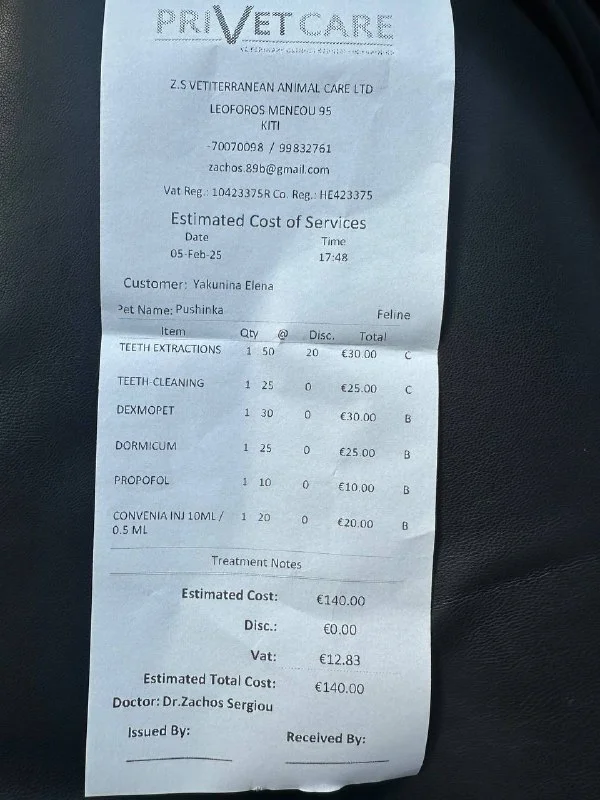 PRIVET CARE
Z.S VETITERRANEAN ANIMAL CARE LTD
LEOFOROS MENEOU 95
KITI
-70070098 / 99832761
zachos.89b@gmail.com
Vat Reg.: 10423375R Co. Reg.: HE423375
Estimated Cost of Services
Date Time
05-Feb-25 17:48
Customer: Yakunina Elena
Pet Name: Pushinka Feline
Item Qty @ Disc. Total
TEETH EXTRACTIONS 1 50 20 €30.00 C
TEETH CLEANING 1 25 0 €25.00 C
DEXMOPET 1 30 0 €30.00 B
DORMICUM 1 25 0 €25.00 B
PROPOFOL 1 10 0 €10.00 B
CONVENIA INJ 10ML / 1 20 0 €20.00 B
0.5 ML
Treatment Notes
Estimated Cost: €140.00
Disc.: €0.00
Vat: €12.83
Estimated Total Cost: €140.00
Doctor: Dr.Zachos Sergiou
Issued By: Received By: